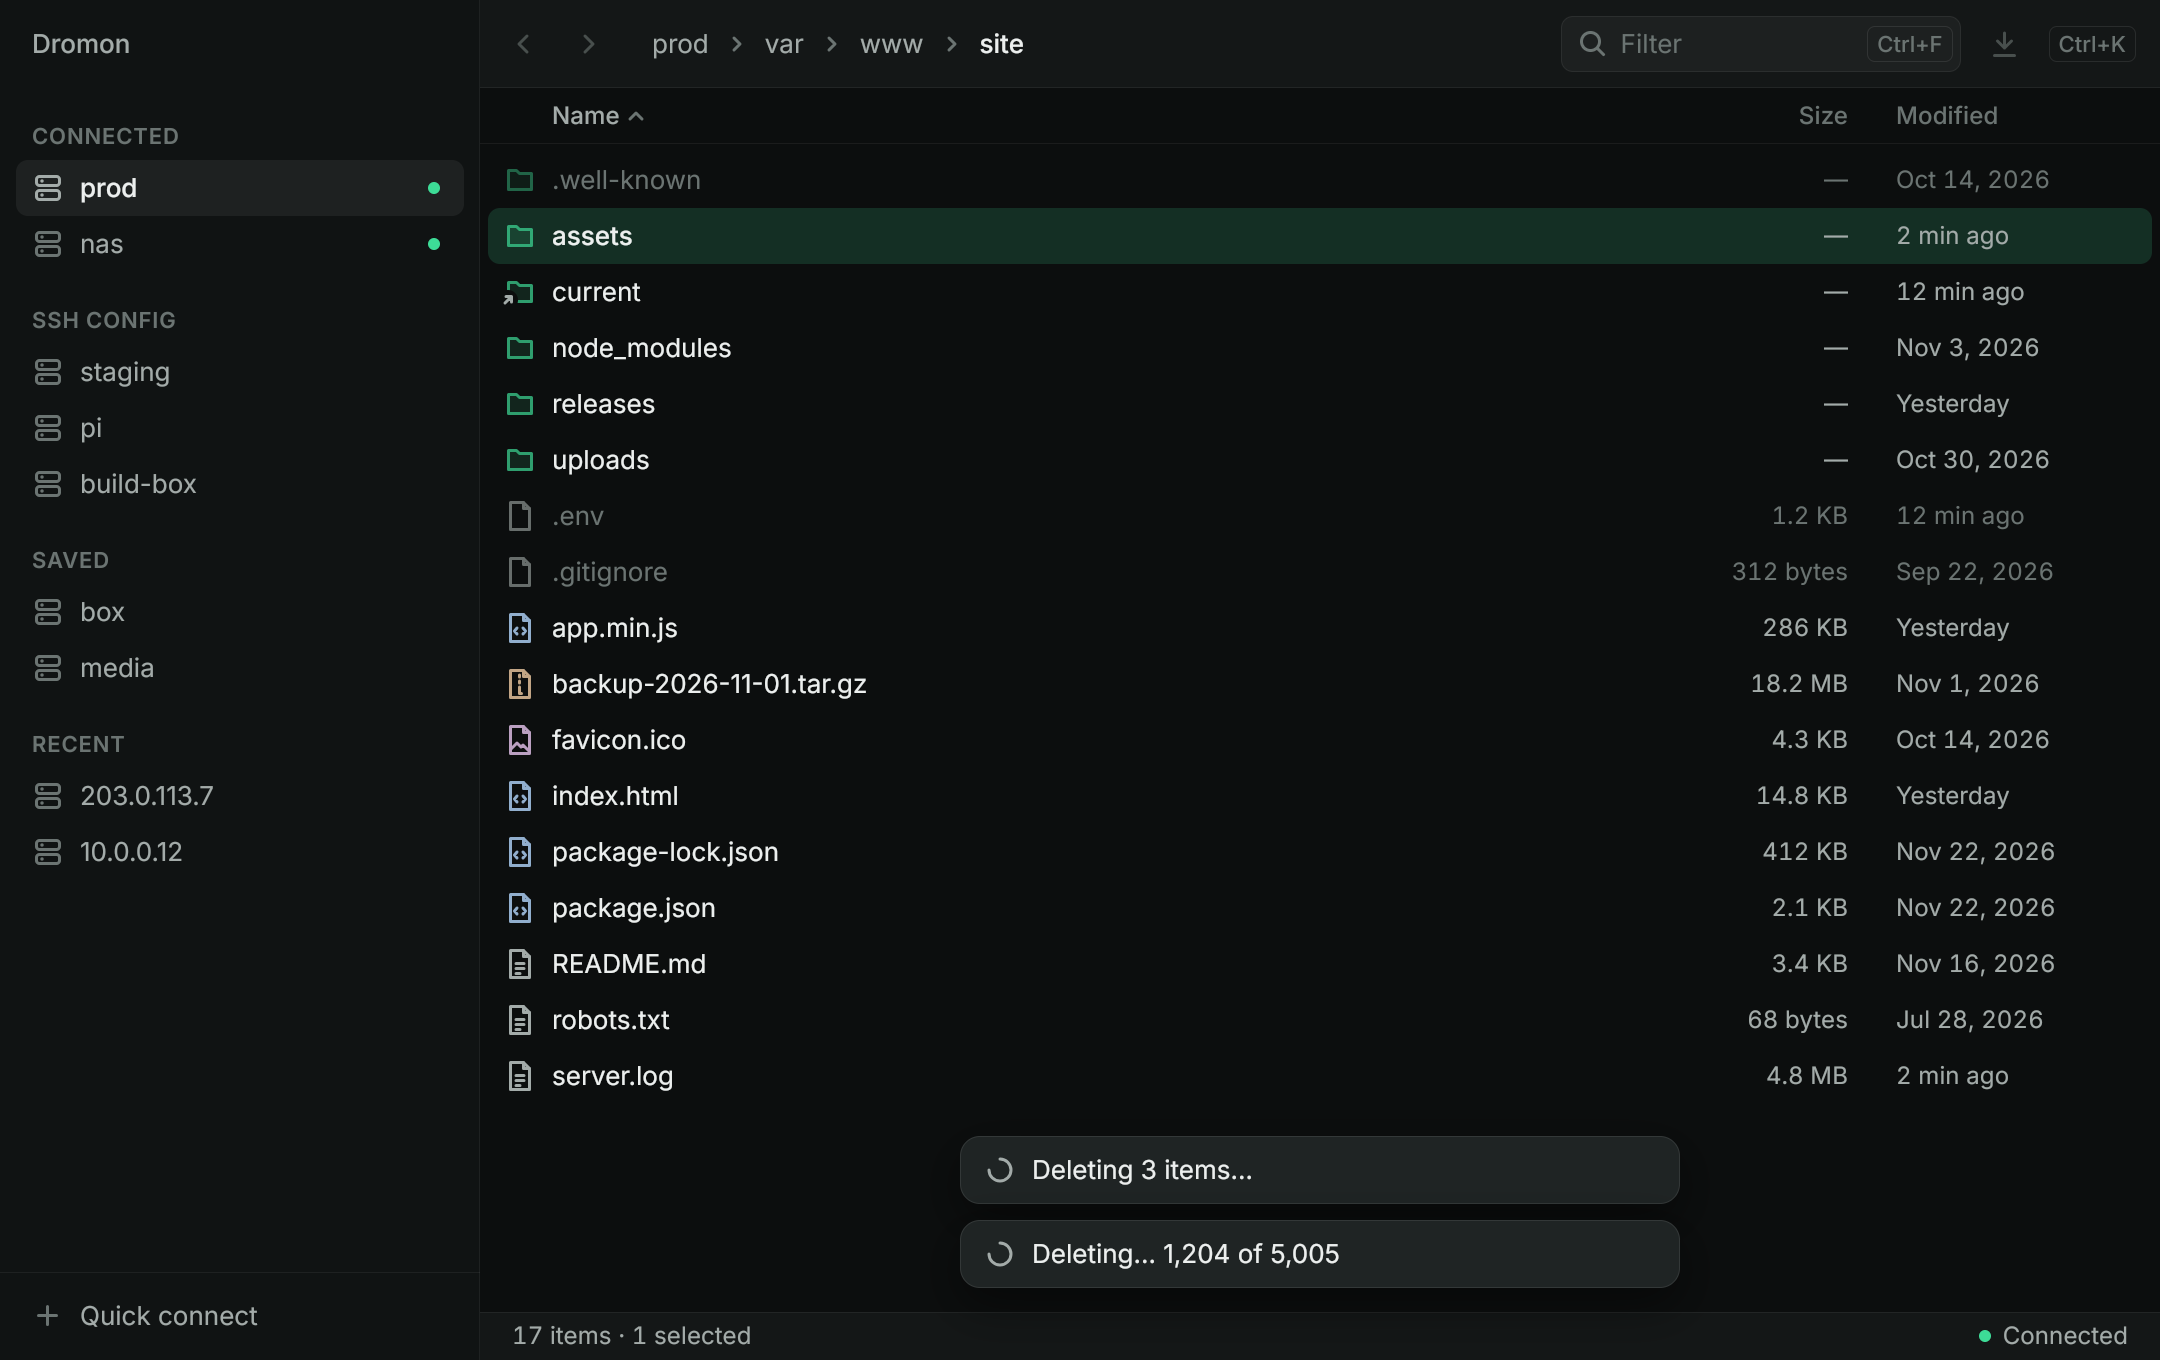 Dromon
CONNECTED
prod
nas
SSH CONFIG
staging
pi
build-box
SAVED
box
media
RECENT
203.0.113.7
10.0.0.12
Quick connect
prod var www site
Filter Ctrl+F Ctrl+K
Name Size Modified
.well-known — Oct 14, 2026
assets — 2 min ago
current — 12 min ago
node_modules — Nov 3, 2026
releases — Yesterday
uploads — Oct 30, 2026
.env 1.2 KB 12 min ago
.gitignore 312 bytes Sep 22, 2026
app.min.js 286 KB Yesterday
backup-2026-11-01.tar.gz 18.2 MB Nov 1, 2026
favicon.ico 4.3 KB Oct 14, 2026
index.html 14.8 KB Yesterday
package-lock.json 412 KB Nov 22, 2026
package.json 2.1 KB Nov 22, 2026
README.md 3.4 KB Nov 16, 2026
robots.txt 68 bytes Jul 28, 2026
server.log 4.8 MB 2 min ago
Deleting 3 items...
Deleting... 1,204 of 5,005
17 items · 1 selected
Connected